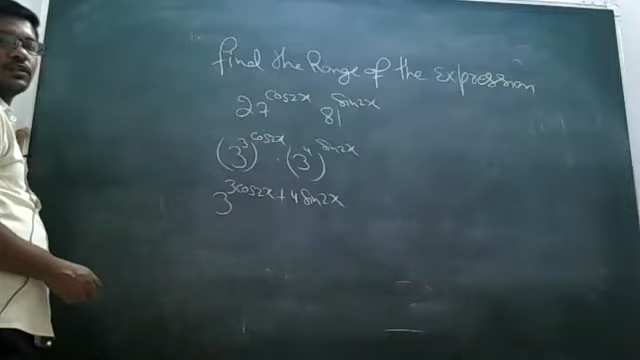 find the Range of the expression
27^cos2x 81^sin2x
(3^3)^cos2x · (3^4)^sin2x
3^3cos2x + 4sin2x